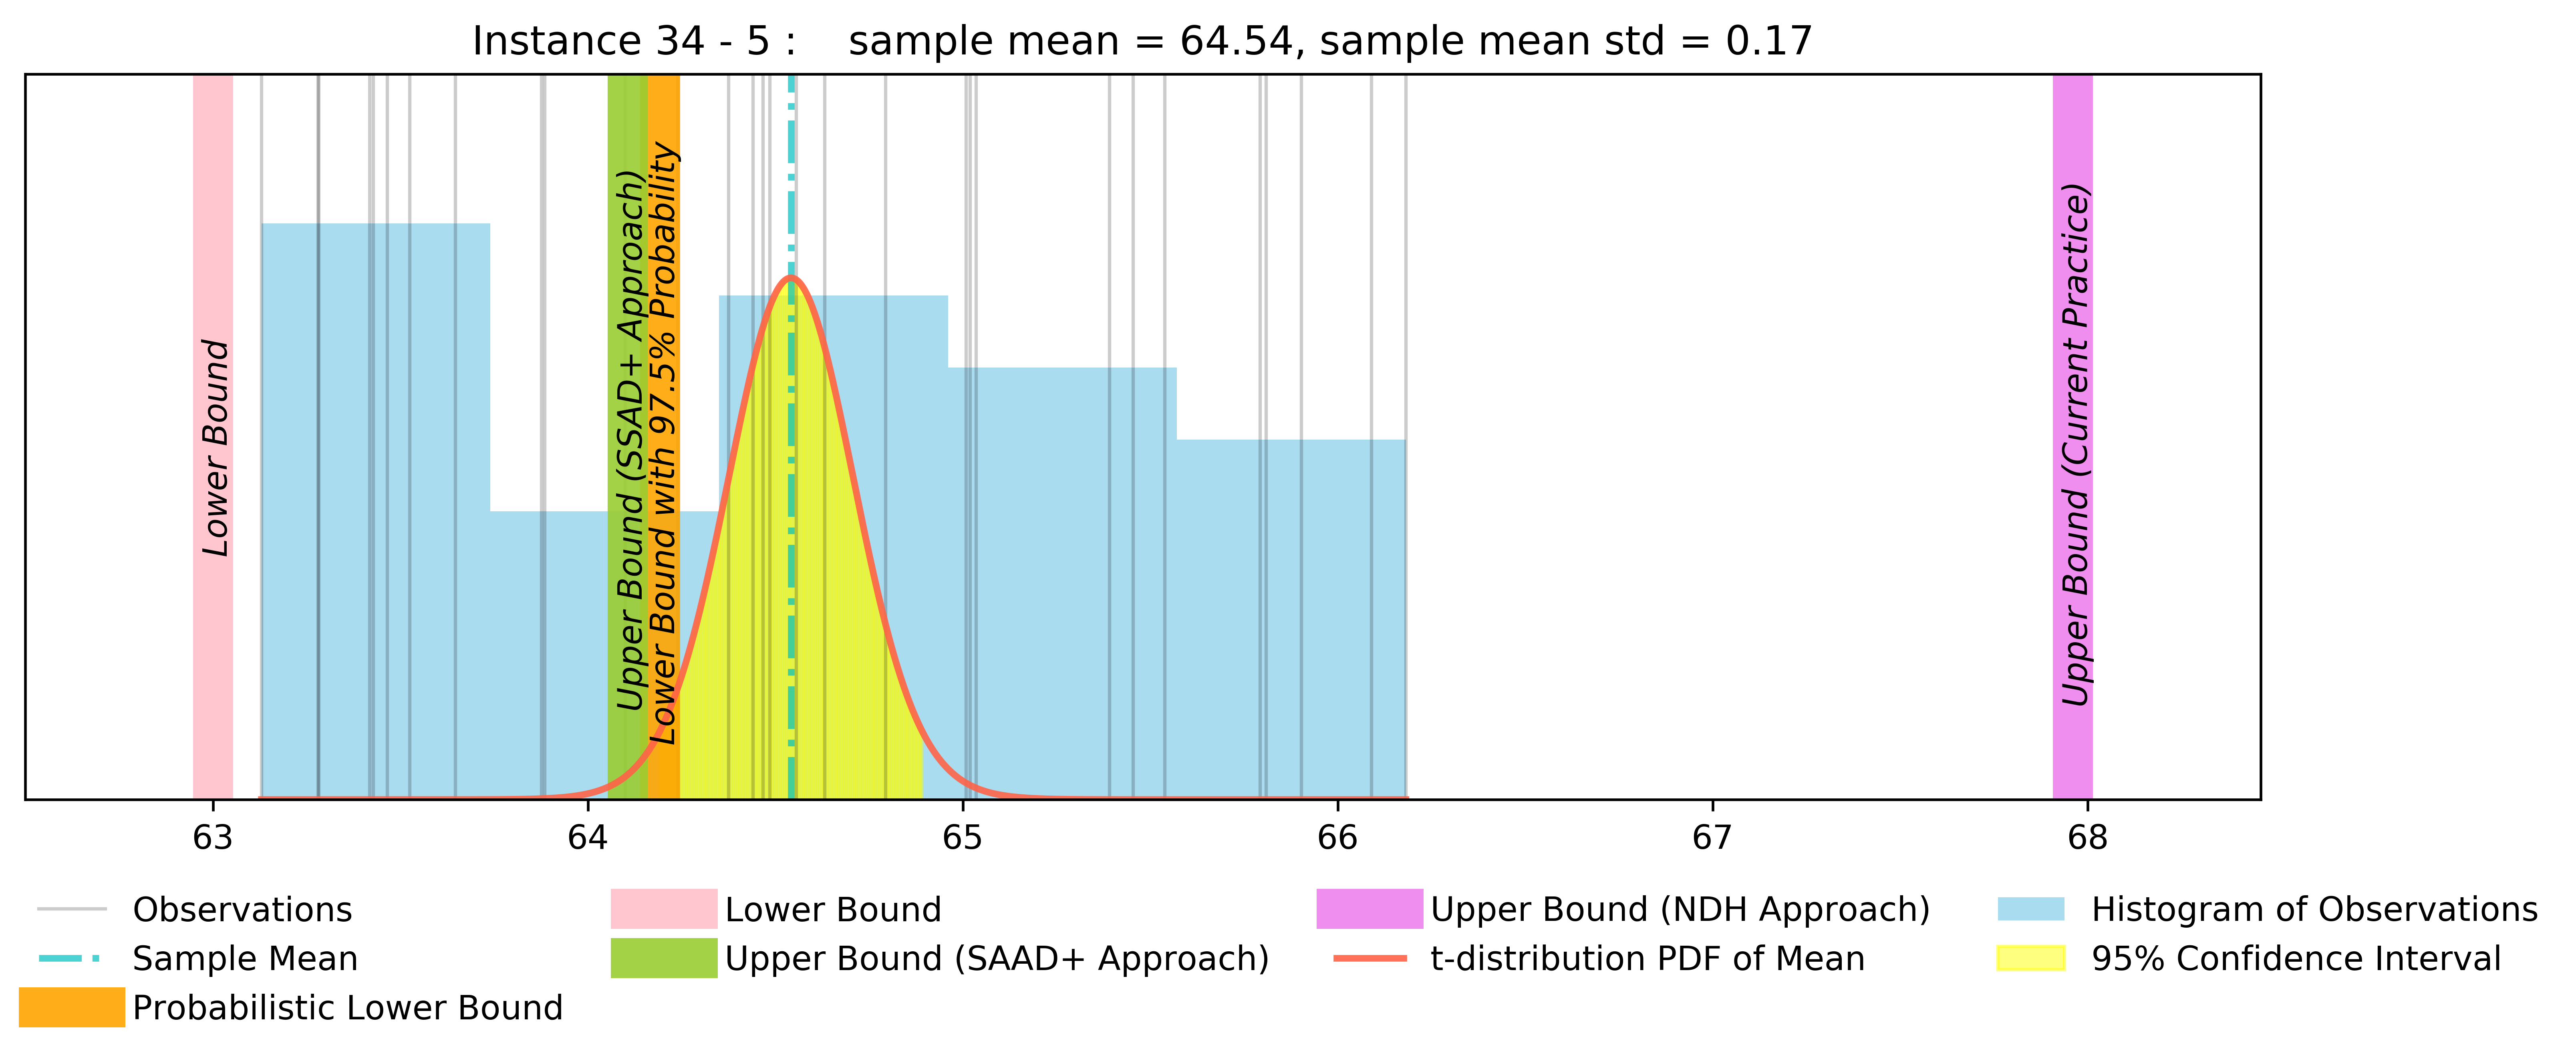 Instance 34 - 5 :    sample mean = 64.54, sample mean std = 0.17
Lower Bound
Upper Bound (SSAD+ Approach)
Lower Bound with 97.5% Probability
Upper Bound (Current Practice)
63 64 65 66 67 68
Observations
Sample Mean
Probabilistic Lower Bound
Lower Bound
Upper Bound (SAAD+ Approach)
Upper Bound (NDH Approach)
t-distribution PDF of Mean
Histogram of Observations
95% Confidence Interval